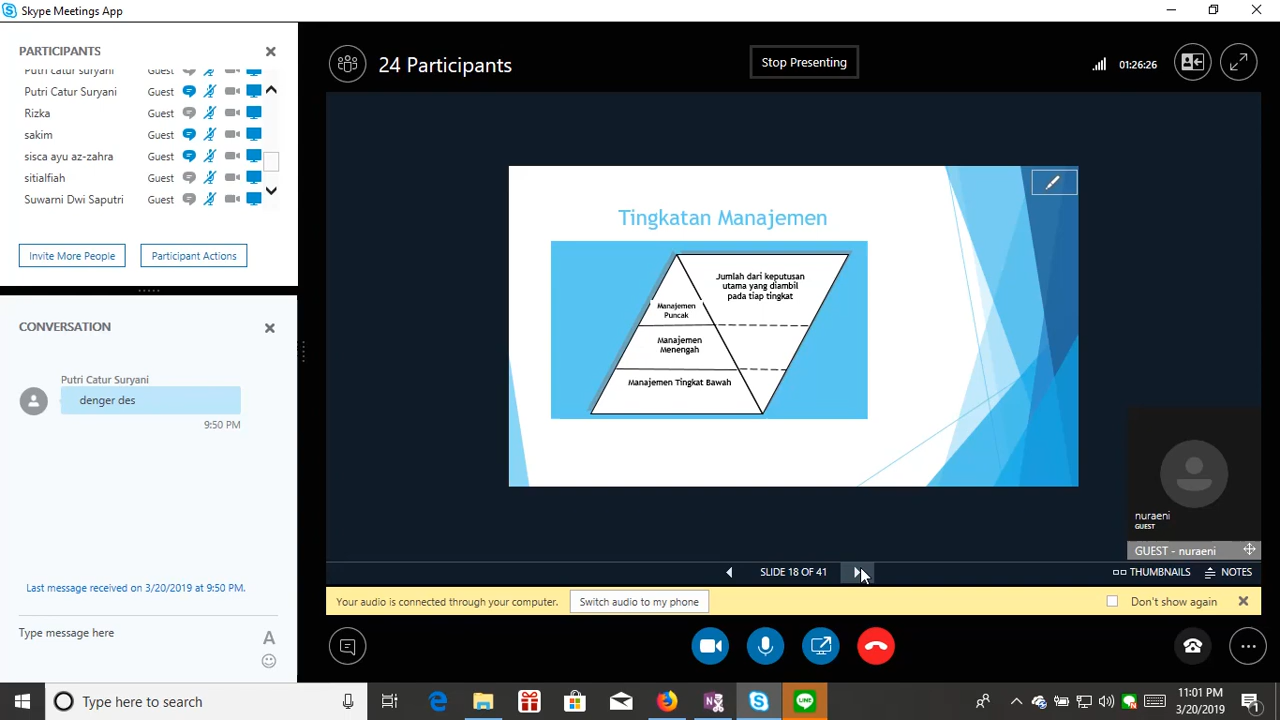 Skype Meetings App
PARTICIPANTS
Putri catur suryani Guest
Putri Catur Suryani Guest
Rizka Guest
sakim Guest
sisca ayu az-zahra Guest
sitialfiah Guest
Suwarni Dwi Saputri Guest
Invite More People
Participant Actions
CONVERSATION
Putri Catur Suryani
denger des
9:50 PM
Last message received on 3/20/2019 at 9:50 PM.
Type message here
A
24 Participants
Stop Presenting
01:26:26
Tingkatan Manajemen
Jumlah dari keputusan
utama yang diambil
pada tiap tingkat
Manajemen
Puncak
Manajemen
Menengah
Manajemen Tingkat Bawah
nuraeni
GUEST
GUEST - nuraeni
SLIDE 18 OF 41
THUMBNAILS
NOTES
Your audio is connected through your computer.
Switch audio to my phone
Don't show again
Type here to search
LINE
11:01 PM
3/20/2019
1